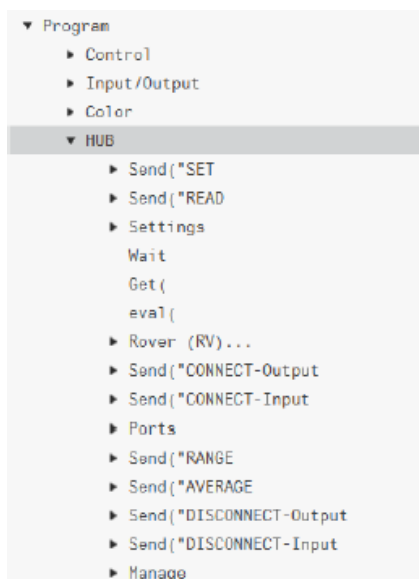 Program
Control
Input/Output
Color
HUB
Send("SET
Send("READ
Settings
Wait
Get(
eval(
Rover (RV)...
Send("CONNECT-Output
Send("CONNECT-Input
Ports
Send("RANGE
Send("AVERAGE
Send("DISCONNECT-Output
Send("DISCONNECT-Input
Manage